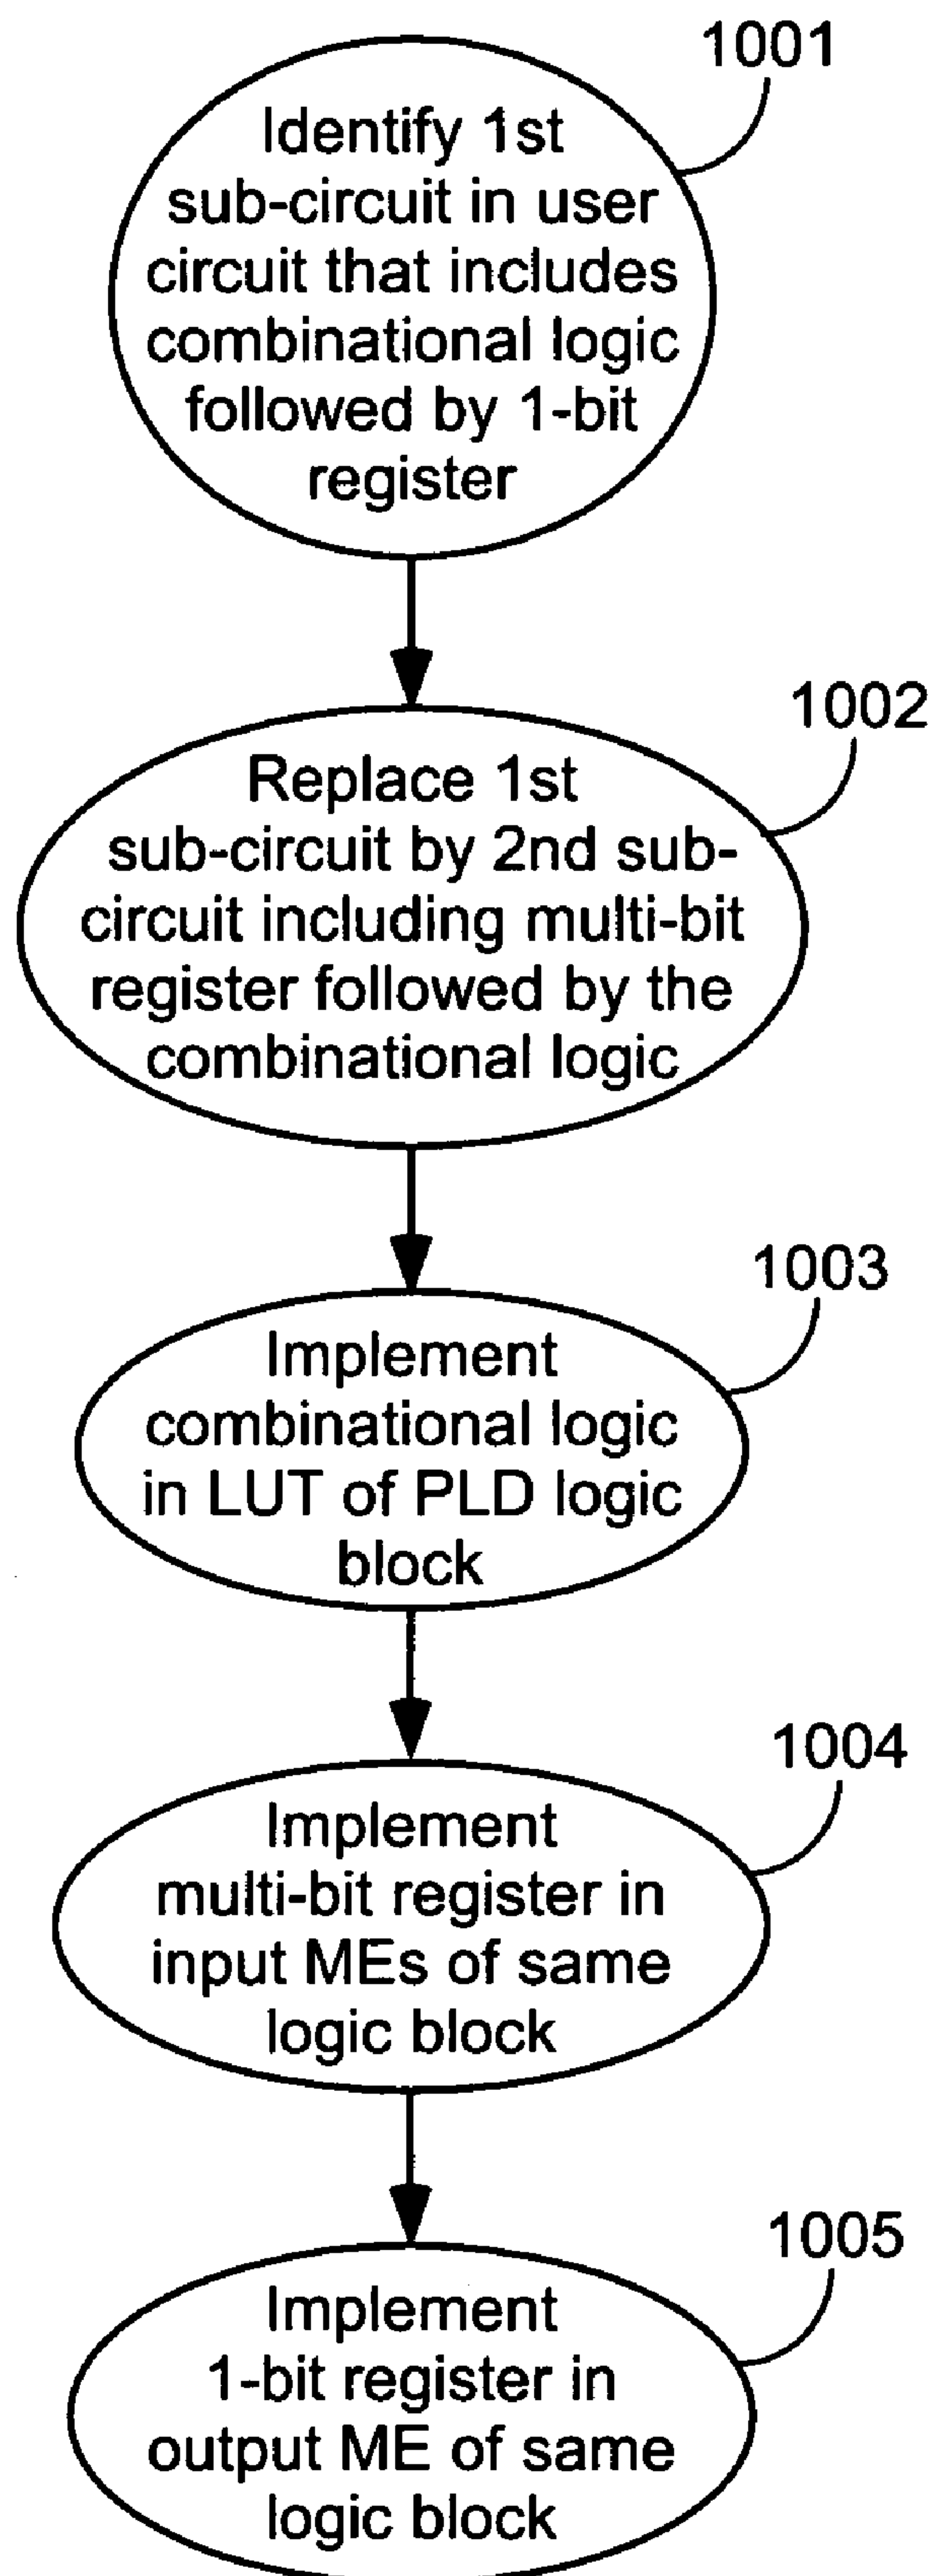 1001
Identify 1st
sub-circuit in user
circuit that includes
combinational logic
followed by 1-bit
register
1002
Replace 1st
sub-circuit by 2nd sub-
circuit including multi-bit
register followed by the
combinational logic
1003
Implement
combinational logic
in LUT of PLD logic
block
1004
Implement
multi-bit register in
input MEs of same
logic block
1005
Implement
1-bit register in
output ME of same
logic block